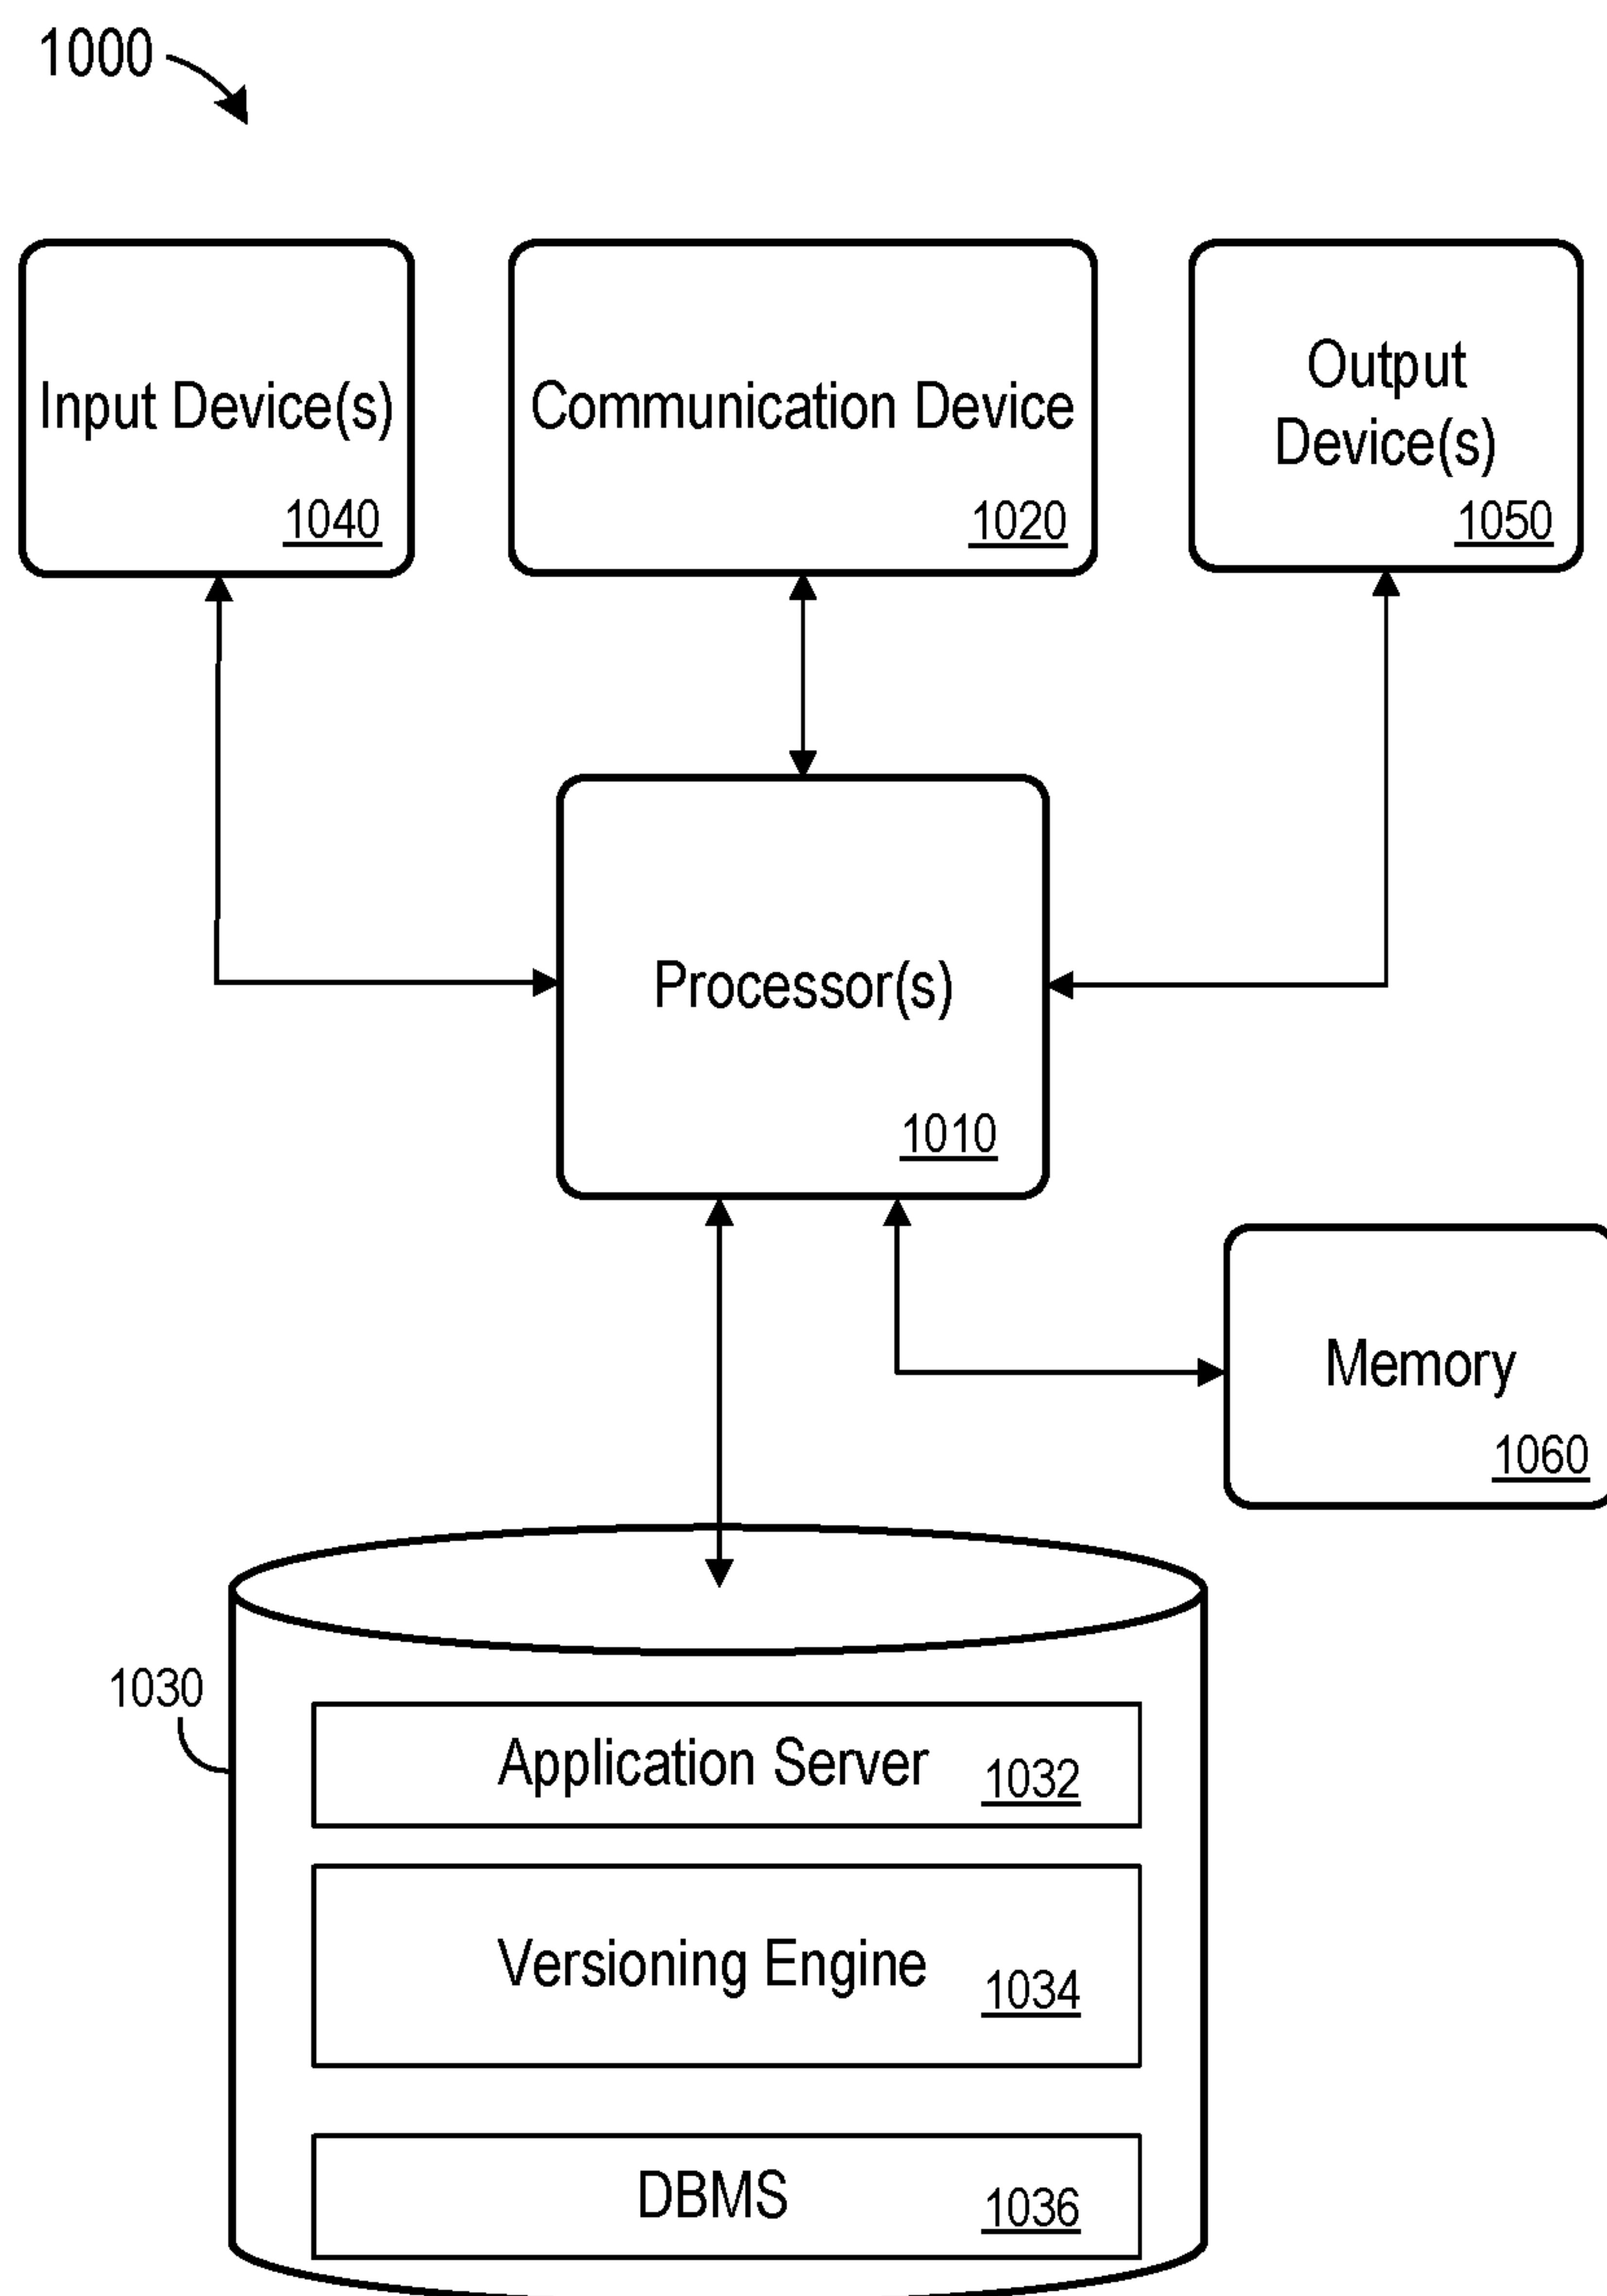 1000
Input Device(s)
1040
Communication Device
1020
Output
Device(s)
1050
Processor(s)
1010
Memory
1060
1030
Application Server 1032
Versioning Engine 1034
DBMS 1036